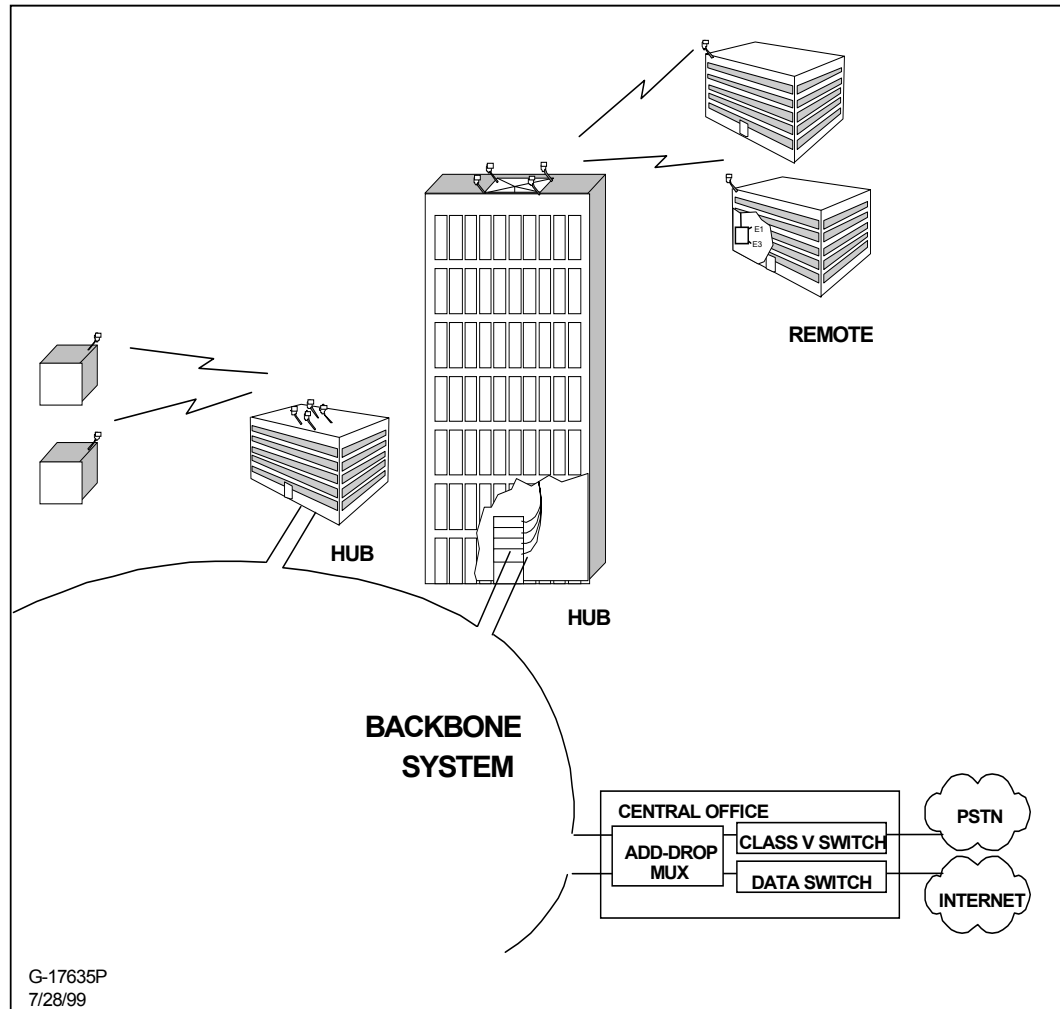 E1
E3
REMOTE
HUB
HUB
BACKBONE
SYSTEM
CENTRAL OFFICE
ADD-DROP
MUX
CLASS V SWITCH
DATA SWITCH
PSTN
INTERNET
G-17635P
7/28/99